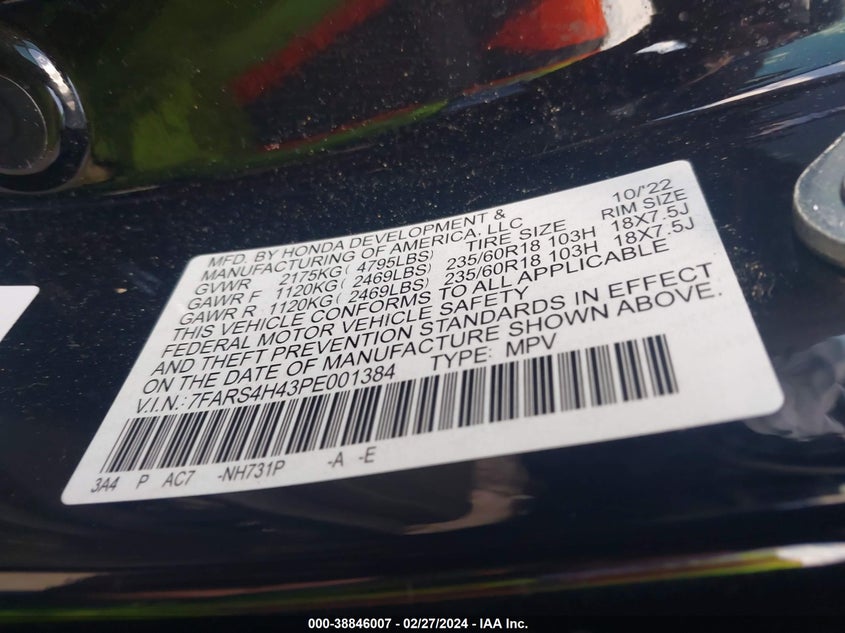 MFD. BY HONDA DEVELOPMENT & 10/'22
MANUFACTURING OF AMERICA, LLC RIM SIZE
GVWR 2175KG( 4795LBS) TIRE SIZE 18X7.5J
GAWR F 1120KG( 2469LBS) 235/60R18 103H 18X7.5J
GAWR R 1120KG( 2469LBS) 235/60R18 103H
THIS VEHICLE CONFORMS TO ALL APPLICABLE
FEDERAL MOTOR VEHICLE SAFETY
AND THEFT PREVENTION STANDARDS IN EFFECT
ON THE DATE OF MANUFACTURE SHOWN ABOVE.
V.I.N.:7FARS4H43PE001384 TYPE: MPV
3A4 P AC7 -NH731P -A -E
000-38846007 - 02/27/2024 - IAA Inc.